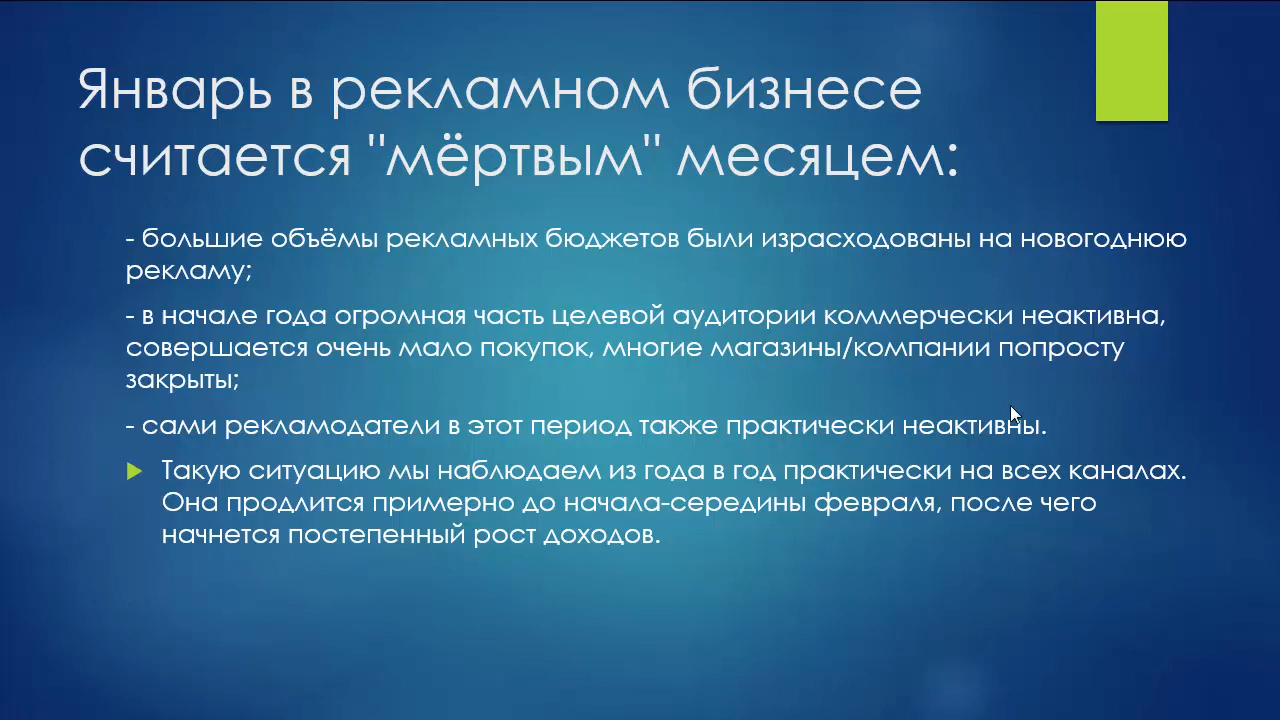 Январь в рекламном бизнесе
считается "мёртвым" месяцем:
- большие объёмы рекламных бюджетов были израсходованы на новогоднюю
рекламу;
- в начале года огромная часть целевой аудитории коммерчески неактивна,
совершается очень мало покупок, многие магазины/компании попросту
закрыты;
- сами рекламодатели в этот период также практически неактивны.
Такую ситуацию мы наблюдаем из года в год практически на всех каналах.
Она продлится примерно до начала-середины февраля, после чего
начнется постепенный рост доходов.